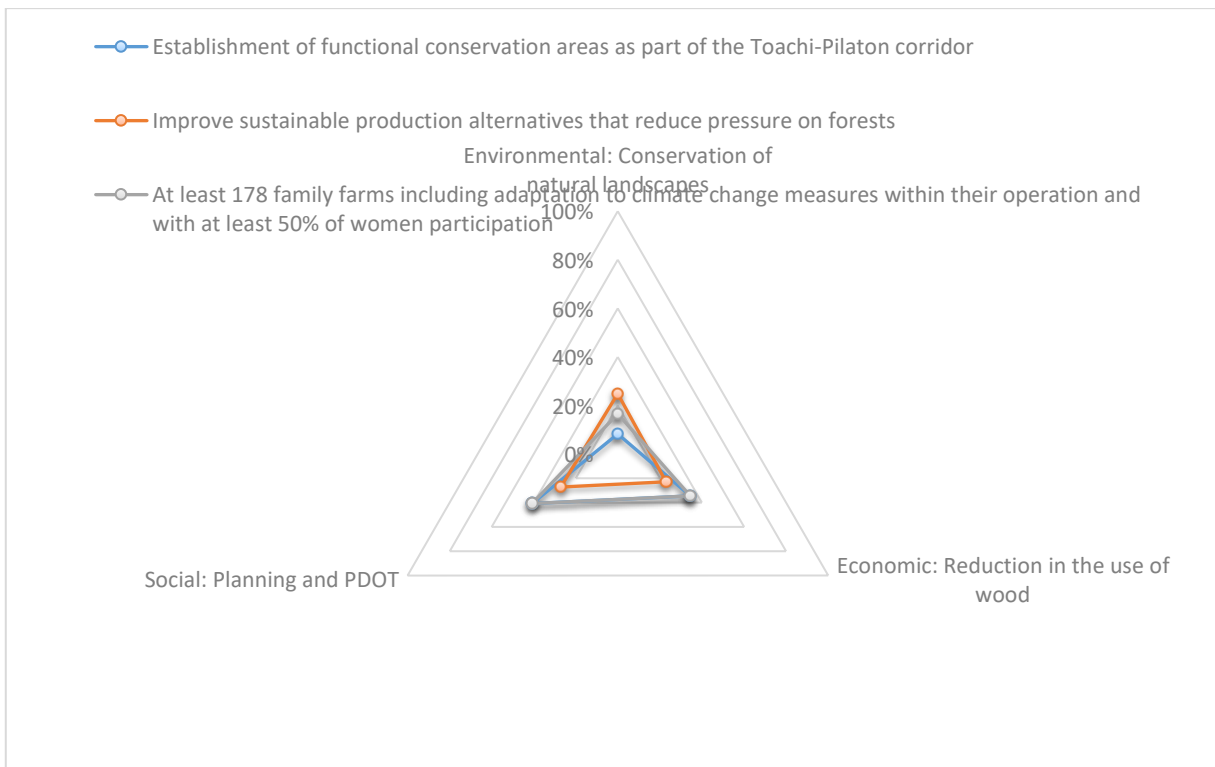 Establishment of functional conservation areas as part of the Toachi-Pilaton corridor
Improve sustainable production alternatives that reduce pressure on forests
Environmental: Conservation of
natural landscapes
At least 178 family farms including adaptation to climate change measures within their operation and
with at least 50% of women participation
100%
80%
60%
40%
20%
0%
Social: Planning and PDOT
Economic: Reduction in the use of
wood